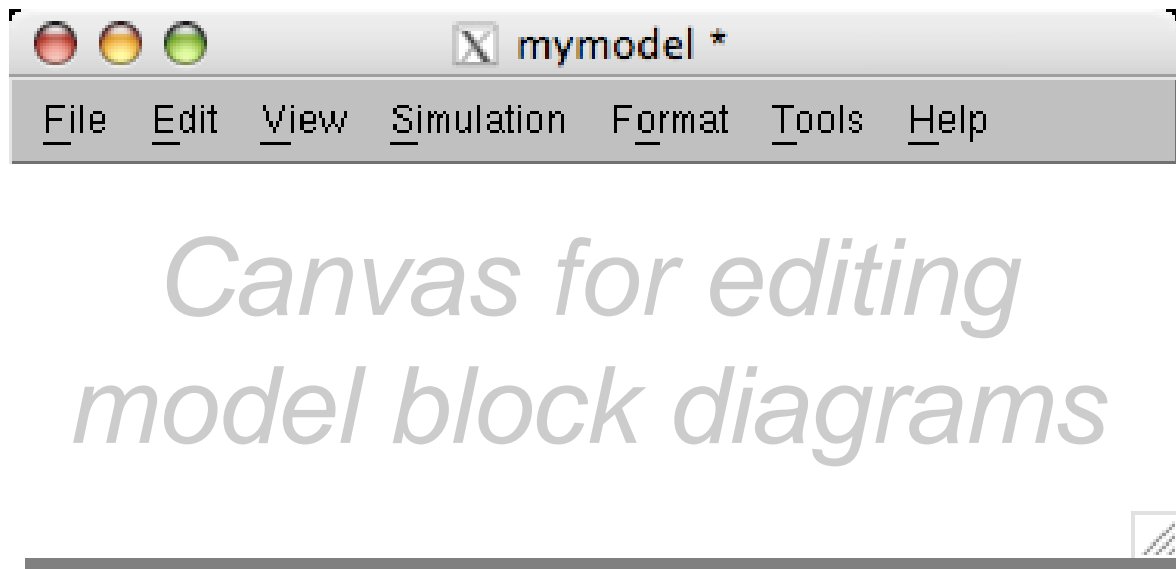 mymodel *
File Edit View Simulation Format Tools Help
Canvas for editing
model block diagrams